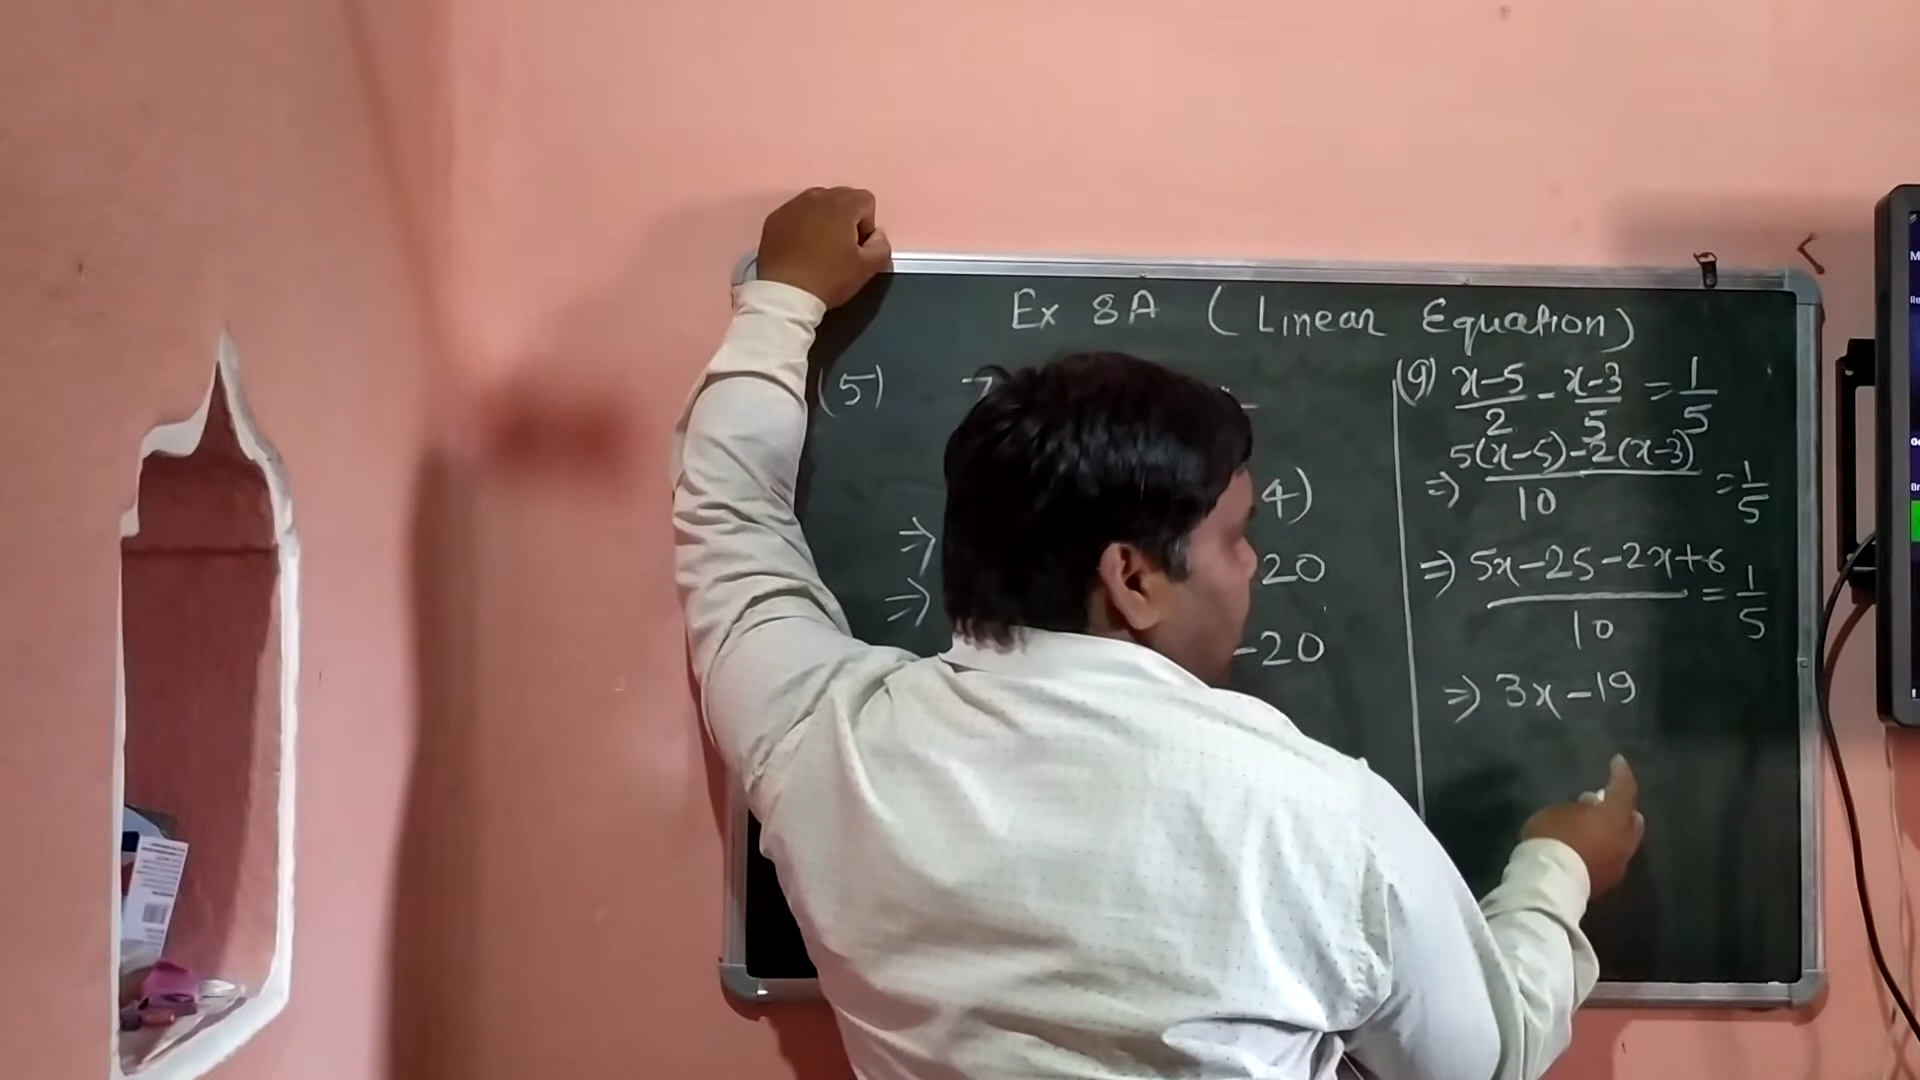 Ex 8A (Linear Equation)
(5) 7
4)
⇒ 20
⇒ -20
(9) x-5/2 - x-3/5 = 1/5
⇒ 5(x-5)-2(x-3)/10 = 1/5
⇒ 5x-25-2x+6/10 = 1/5
⇒ 3x-19